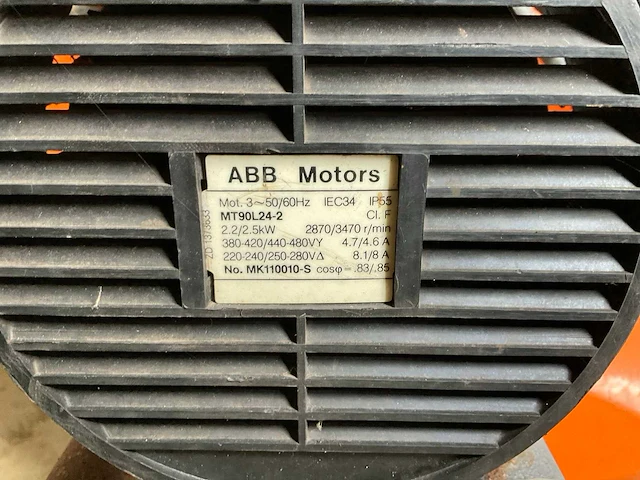 ABB Motors
Mot. 3~50/60Hz IEC34 IP55
MT90L24-2 Cl. F
2.2/2.5kW 2870/3470 r/min
380-420/440-480VY 4.7/4.6 A
220-240/250-280VΔ 8.1/8 A
No. MK110010-S cosφ-.83/.85